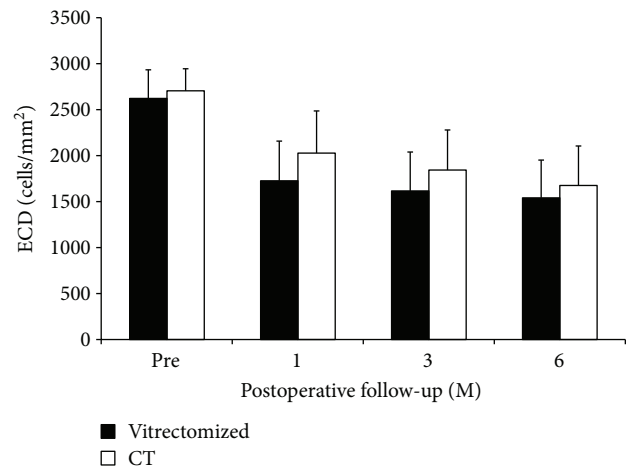 3500
3000
2500
2000
1500
1000
500
0
ECD (cells/mm²)
Pre 1 3 6
Postoperative follow-up (M)
Vitrectomized
CT